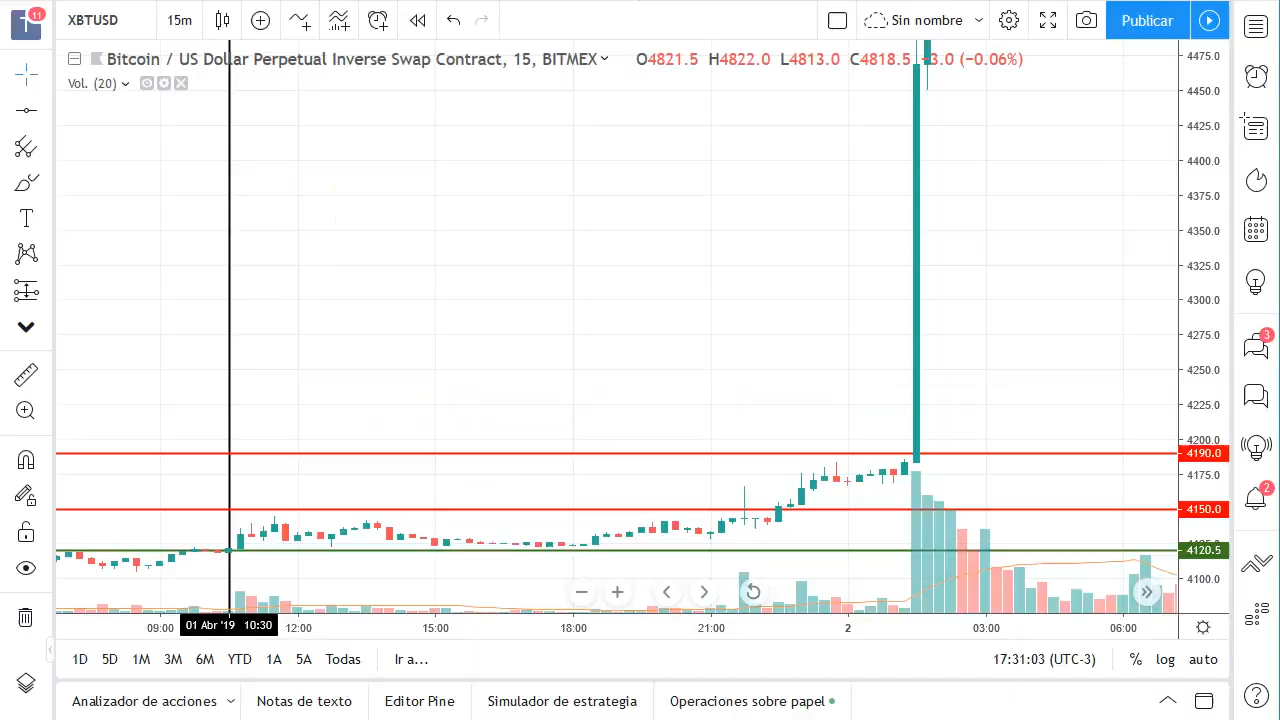 11
XBTUSD
15m
Sin nombre
Publicar
Bitcoin / US Dollar Perpetual Inverse Swap Contract, 15, BITMEX
O4821.5 H4822.0 L4813.0 C4818.5 −3.0 (−0.06%)
Vol. (20)
4475.0
4450.0
4425.0
4400.0
4375.0
4350.0
4325.0
4300.0
4275.0
4250.0
4225.0
4200.0
4190.0
4175.0
4150.0
4120.5
4100.0
3
2
09:00
01 Abr '19 10:30
12:00
15:00
18:00
21:00
2
03:00
06:00
1D 5D 1M 3M 6M YTD 1A 5A Todas Ir a... 17:31:03 (UTC-3) % log auto
Analizador de acciones Notas de texto Editor Pine Simulador de estrategia Operaciones sobre papel